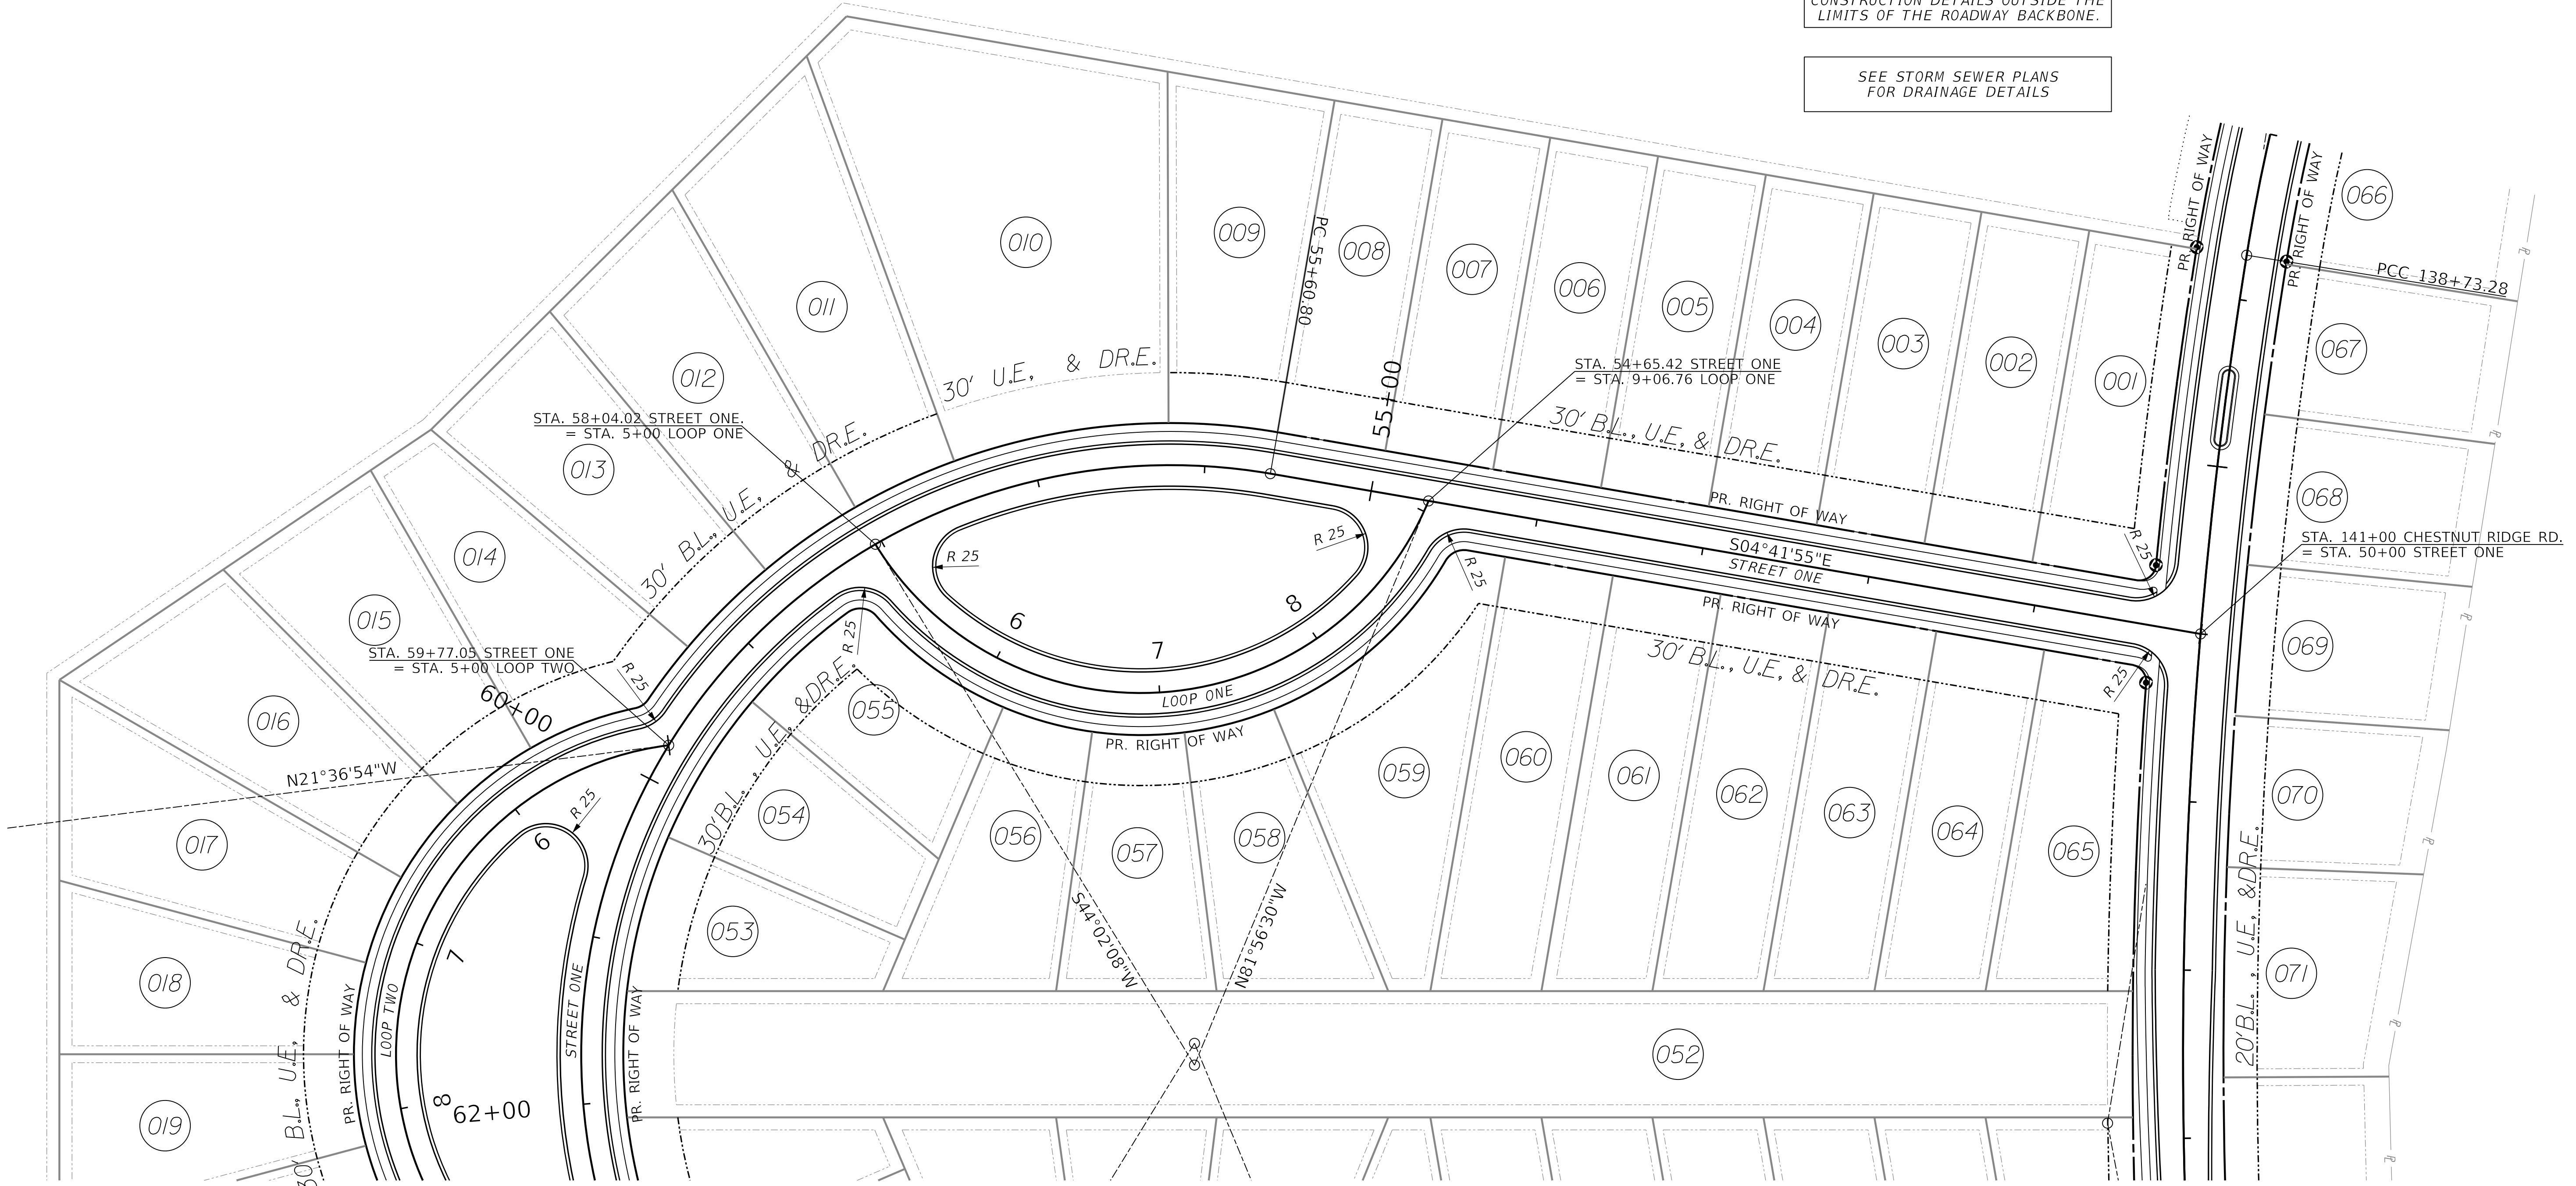 CONSTRUCTION DETAILS OUTSIDE THE
LIMITS OF THE ROADWAY BACKBONE.
SEE STORM SEWER PLANS
FOR DRAINAGE DETAILS
PR. RIGHT OF WAY
PR. RIGHT OF WAY
066
PCC 138+73.28
067
068
STA. 141+00 CHESTNUT RIDGE RD.
= STA. 50+00 STREET ONE
069
070
071
20'B.L. , U.E, &DR.E.
010
009
PC 55+60.80
008
007
006
005
004
003
002
001
011
012
013
014
015
016
017
018
019
30' U.E, & DR.E.
30' B.L., U.E, & DR.E.
30' B.L., U.E, & DR.E.
STA. 58+04.02 STREET ONE.
= STA. 5+00 LOOP ONE
55+00
STA. 54+65.42 STREET ONE
= STA. 9+06.76 LOOP ONE
PR. RIGHT OF WAY
S04°41'55"E
STREET ONE
PR. RIGHT OF WAY
30' B.L., U.E, & DR.E.
R 25
R 25
R 25
R 25
R 25
R 25
6
7
8
LOOP ONE
PR. RIGHT OF WAY
STA. 59+77.05 STREET ONE
= STA. 5+00 LOOP TWO
R 25
60+00
N21°36'54"W
R 25
6
7
8
62+00
LOOP TWO
STREET ONE
PR. RIGHT OF WAY
PR. RIGHT OF WAY
30' B.L., U.E, & DR.E.
30'
30'B.L., U.E, &DR.E.
055
054
053
056
057
058
059
060
061
062
063
064
065
S44°02'08"W
N81°56'30"W
052